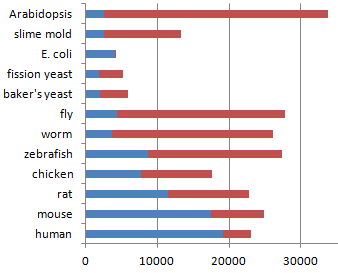 Arabidopsis
slime mold
E. coli
fission yeast
baker's yeast
fly
worm
zebrafish
chicken
rat
mouse
human
0 10000 20000 30000